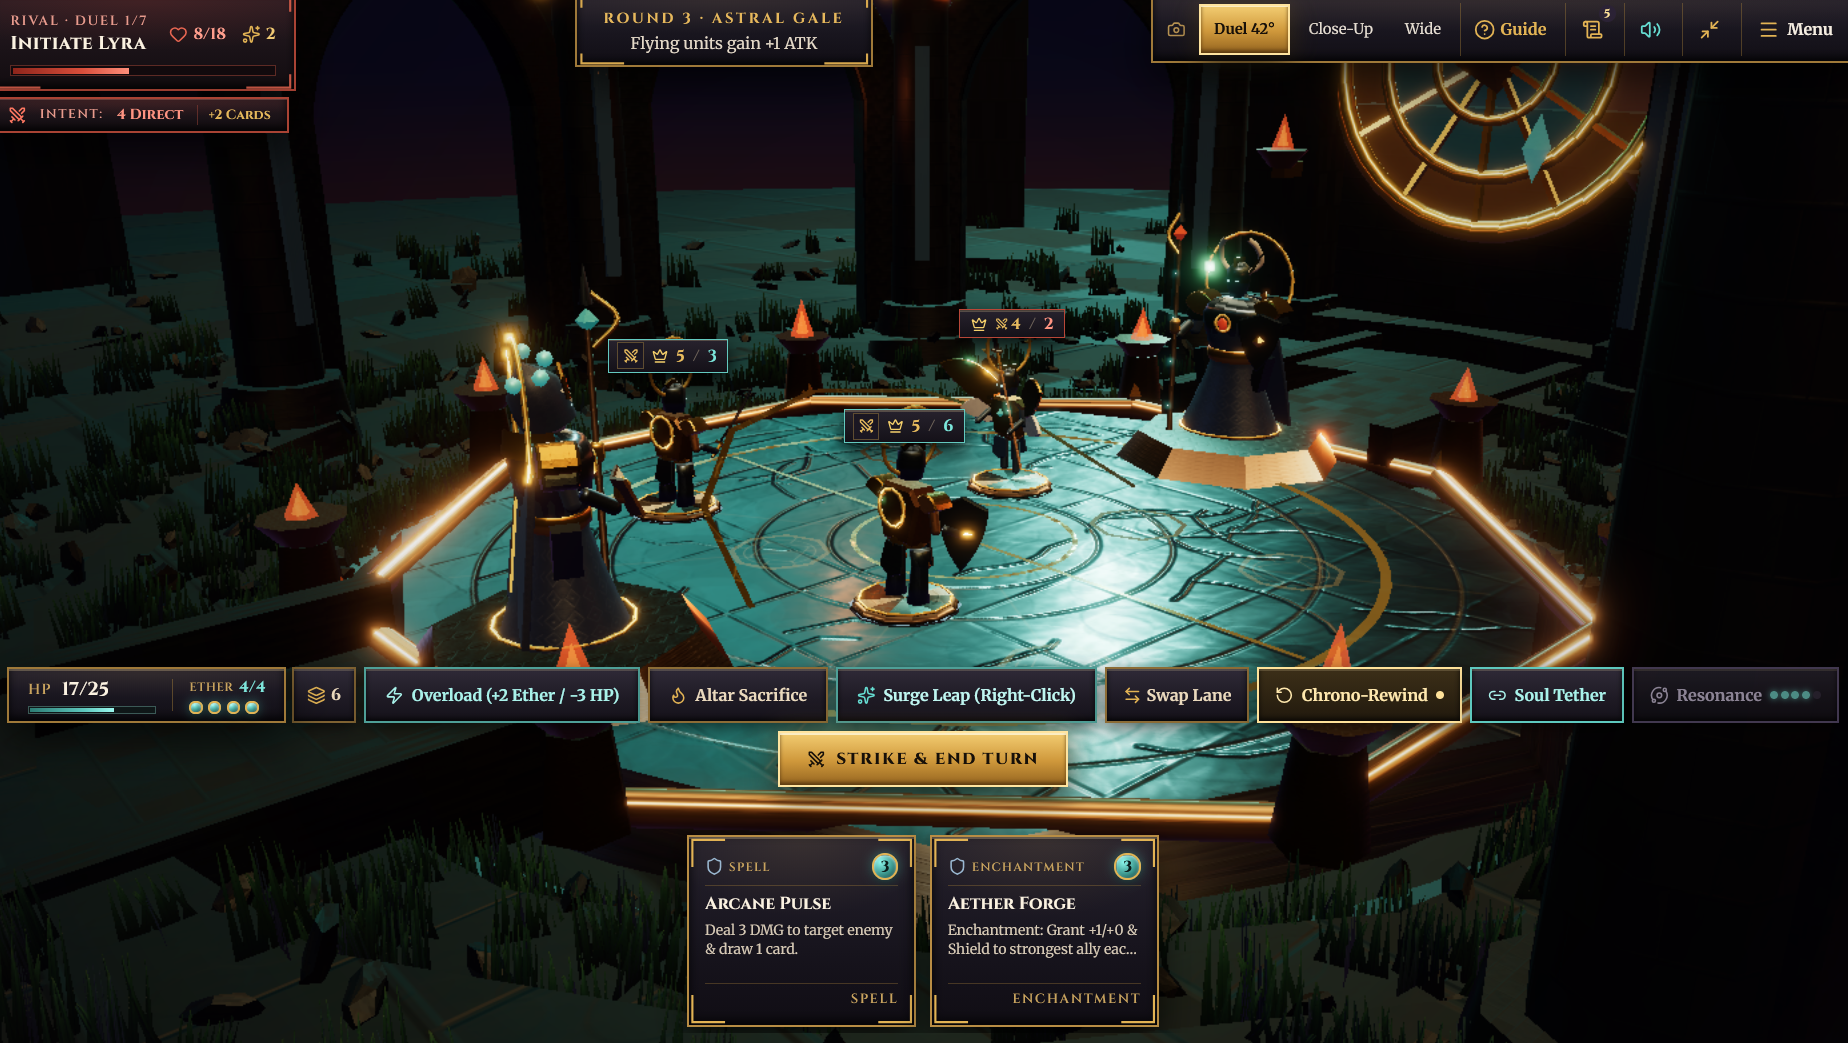 RIVAL · DUEL 1/7
INITIATE LYRA
8/18
2
INTENT: 4 DIRECT +2 CARDS
ROUND 3 · ASTRAL GALE
Flying units gain +1 ATK
Duel 42°
Close-Up
Wide
Guide
5
Menu
4 / 2
5 / 3
5 / 6
HP 17/25
ETHER 4/4
6
Overload (+2 Ether / -3 HP)
Altar Sacrifice
Surge Leap (Right-Click)
Swap Lane
Chrono-Rewind
Soul Tether
Resonance
STRIKE & END TURN
SPELL
3
ARCANE PULSE
Deal 3 DMG to target enemy
& draw 1 card.
SPELL
ENCHANTMENT
3
AETHER FORGE
Enchantment: Grant +1/+0 &
Shield to strongest ally eac...
ENCHANTMENT